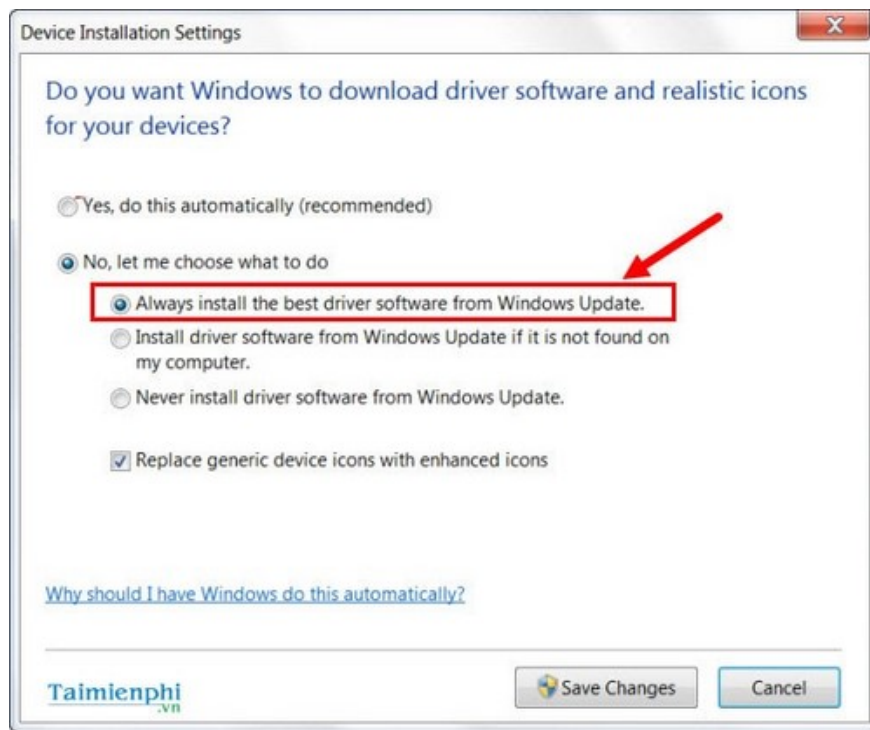 Device Installation Settings
Do you want Windows to download driver software and realistic icons
for your devices?
Yes, do this automatically (recommended)
No, let me choose what to do
Always install the best driver software from Windows Update.
Install driver software from Windows Update if it is not found on
my computer.
Never install driver software from Windows Update.
Replace generic device icons with enhanced icons
Why should I have Windows do this automatically?
Taimienphi
.vn
Save Changes
Cancel